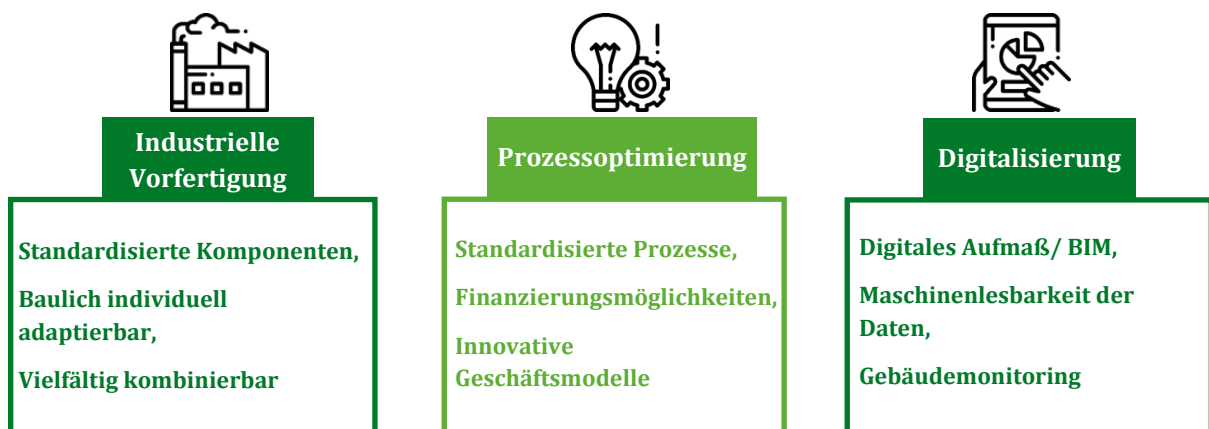 Industrielle
Vorfertigung
Standardisierte Komponenten,
Baulich individuell
adaptierbar,
Vielfältig kombinierbar
Prozessoptimierung
Standardisierte Prozesse,
Finanzierungsmöglichkeiten,
Innovative
Geschäftsmodelle
Digitalisierung
Digitales Aufmaß/ BIM,
Maschinenlesbarkeit der
Daten,
Gebäudemonitoring